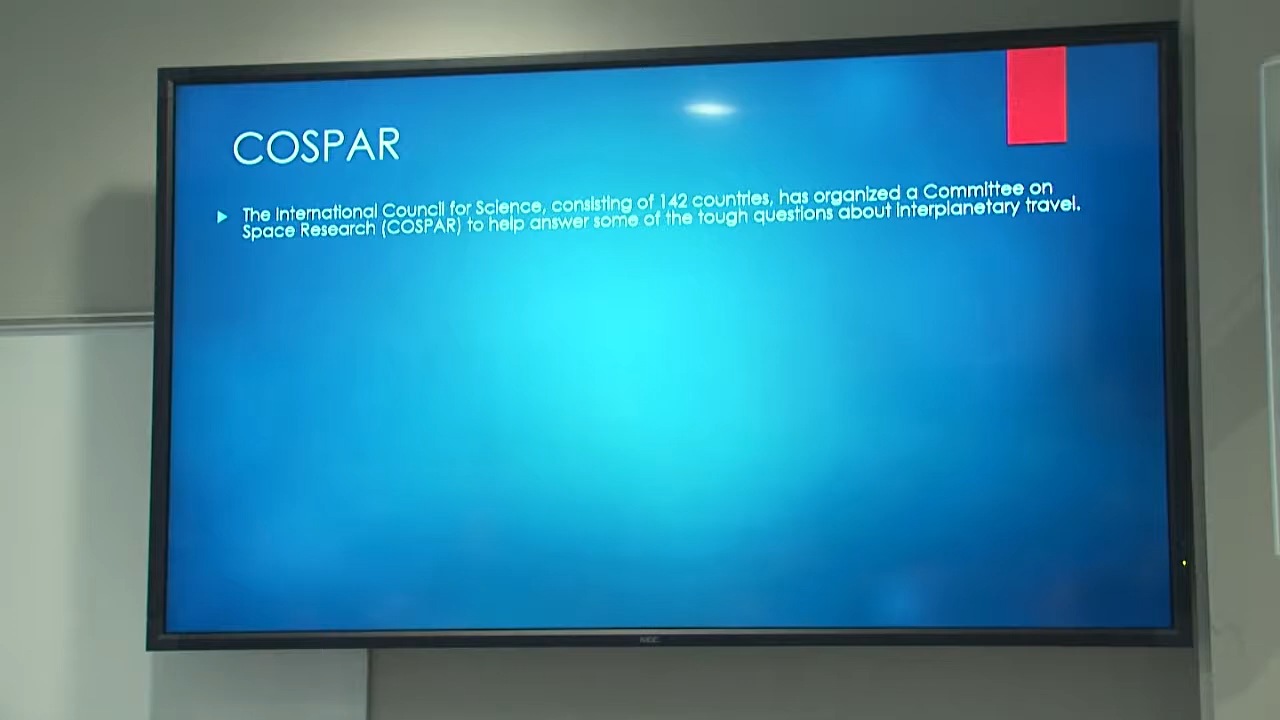 COSPAR
The International Council for Science, consisting of 142 countries, has organized a Committee on
Space Research (COSPAR) to help answer some of the tough questions about interplanetary travel.
NEC